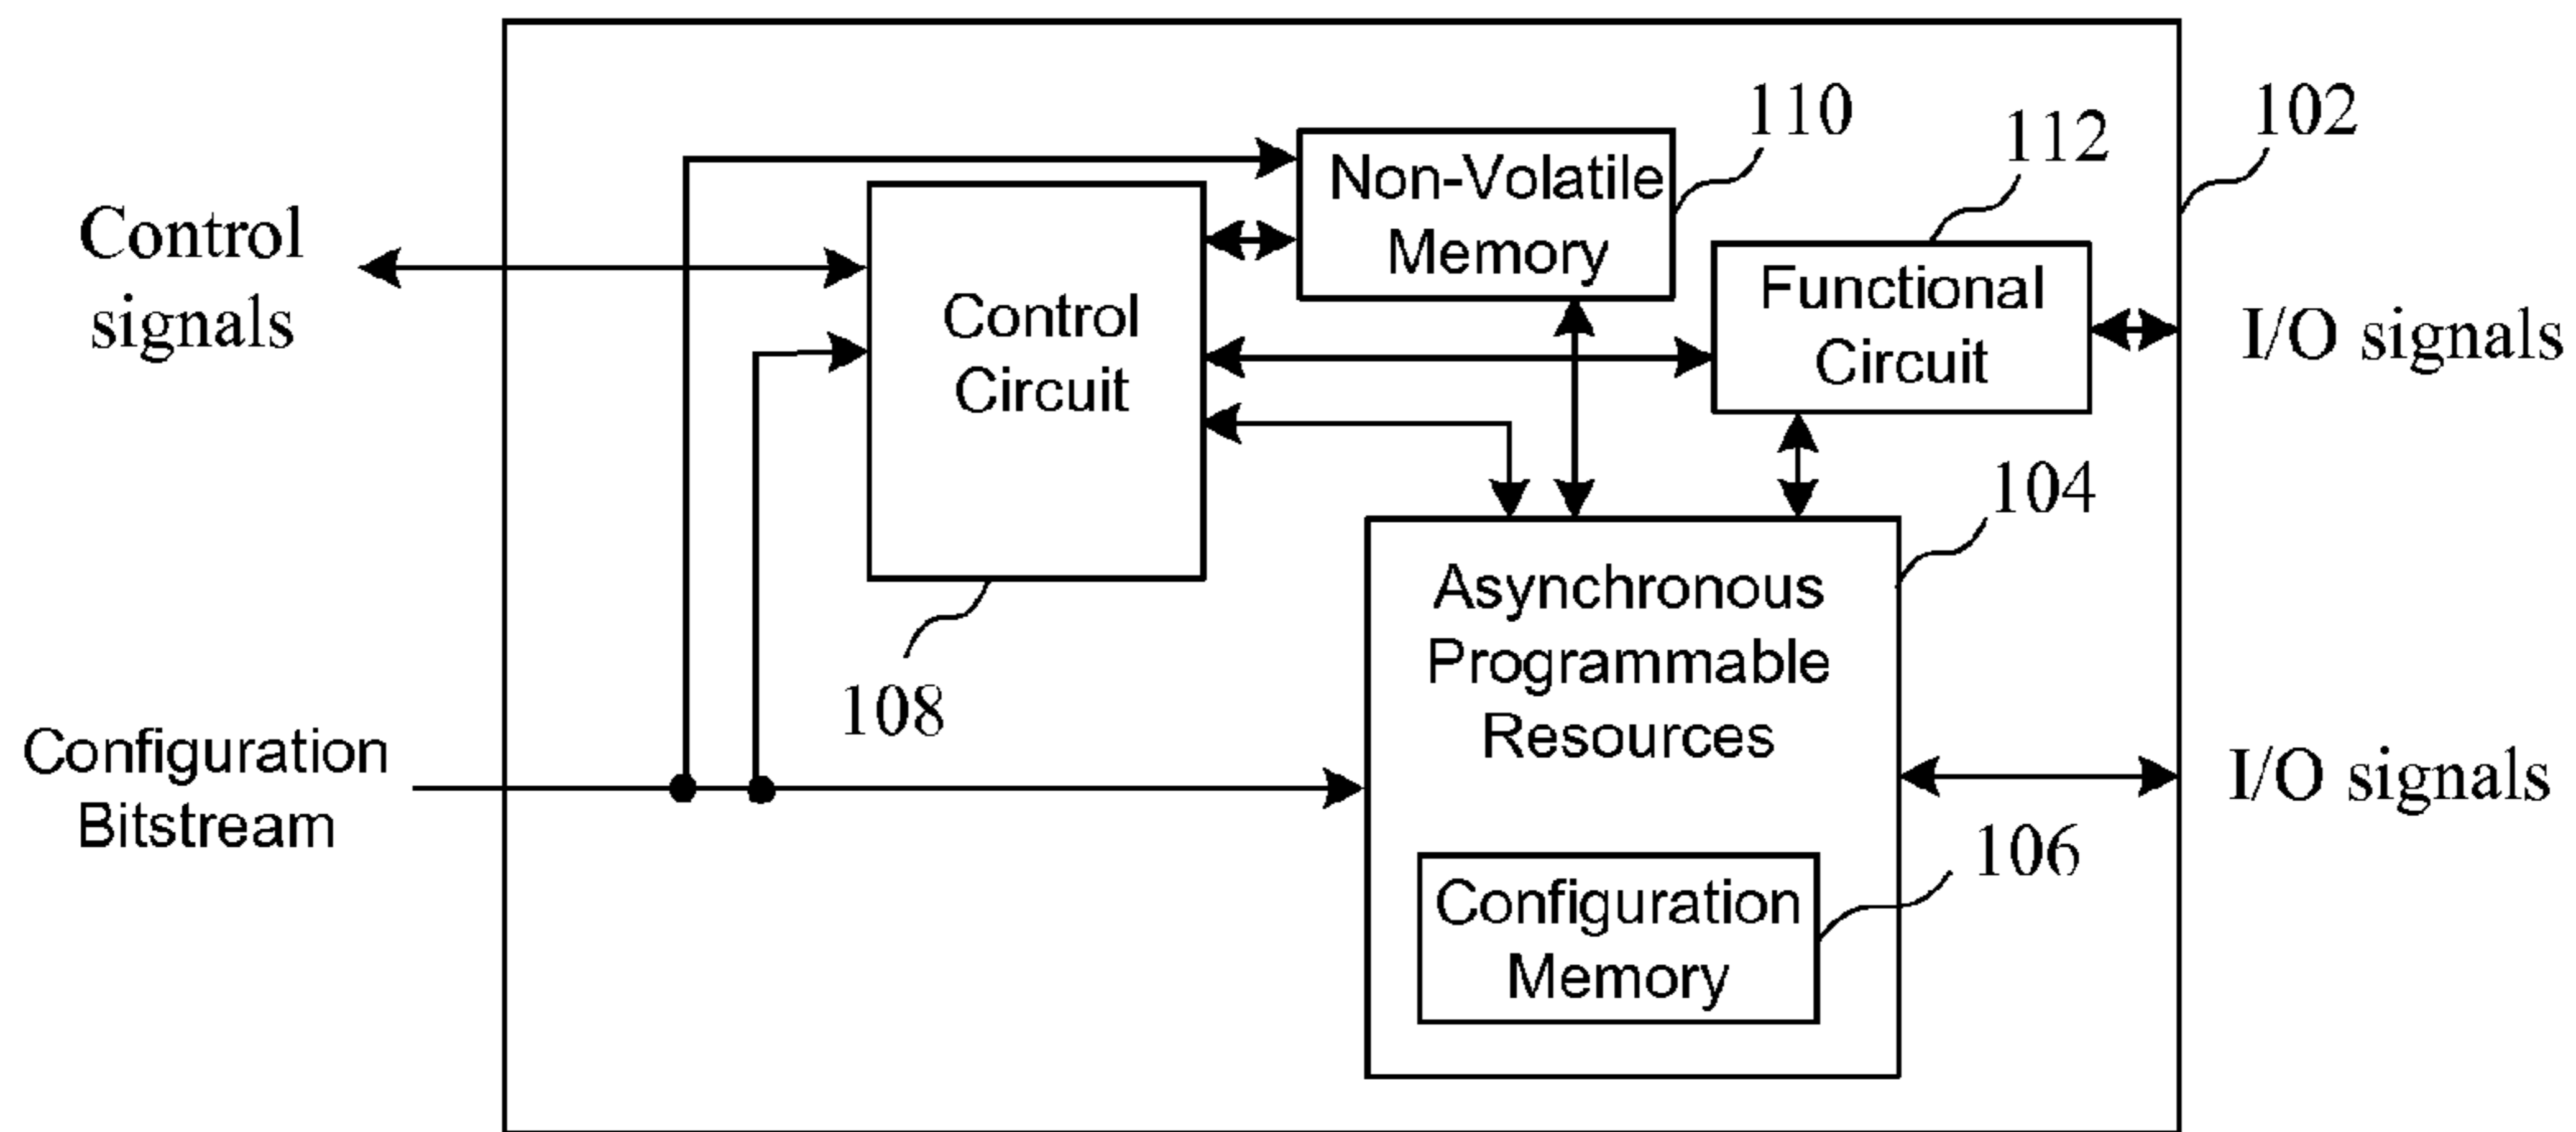 110
112
102
Non-Volatile
Memory
Control
signals
Control
Circuit
Functional
Circuit
I/O signals
104
Asynchronous
Programmable
Resources
108
Configuration
Bitstream
I/O signals
106
Configuration
Memory